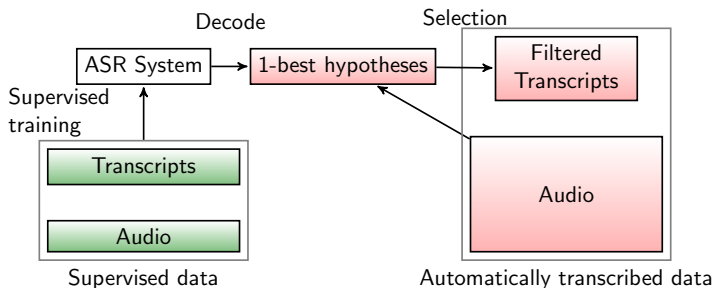 Decode
Selection
ASR System
1-best hypotheses
Filtered
Transcripts
Supervised
training
Transcripts
Audio
Audio
Supervised data
Automatically transcribed data